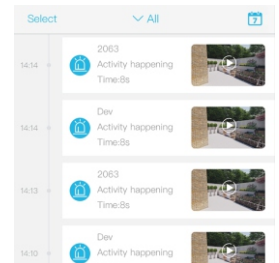 Select All 7
2063
14:14 Activity happening
Time:8s
Dev
14:14 Activity happening
Time:8s
2063
14:13 Activity happening
Time:8s
Dev
14:10 Activity happening